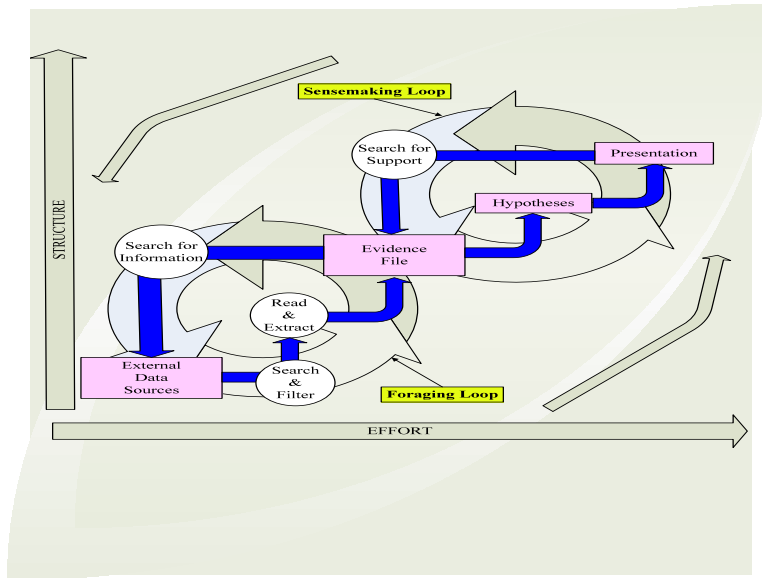 Sensemaking Loop
Search for
Support
Presentation
Hypotheses
STRUCTURE
Search for
Information
Evidence
File
Read
&
Extract
External
Data
Sources
Search
&
Filter
Foraging Loop
EFFORT